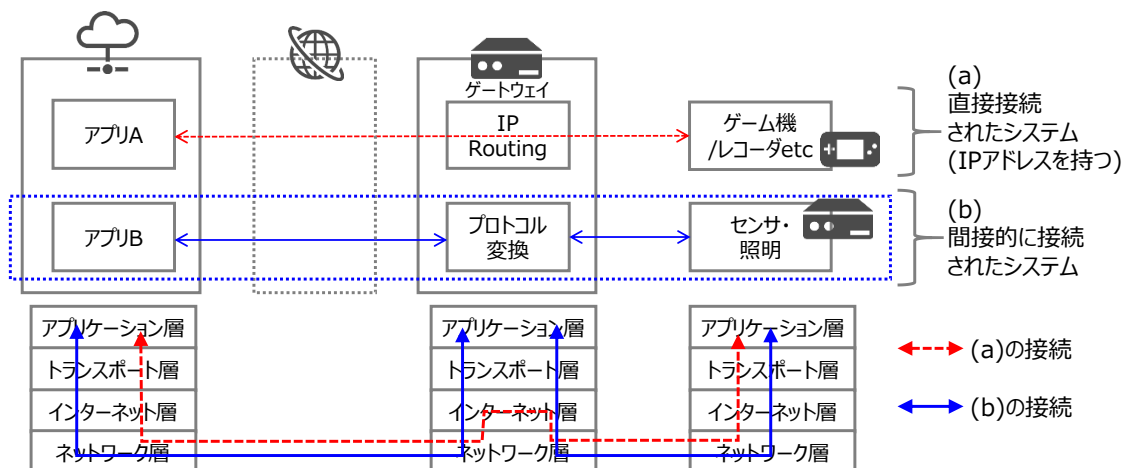 ゲートウェイ
アプリA
IP
Routing
ゲーム機
/レコーダetc
(a)
直接接続
されたシステム
(IPアドレスを持つ)
アプリB
プロトコル
変換
センサ・
照明
(b)
間接的に接続
されたシステム
アプリケーション層
トランスポート層
インターネット層
ネットワーク層
アプリケーション層
トランスポート層
インターネット層
ネットワーク層
アプリケーション層
トランスポート層
インターネット層
ネットワーク層
(a)の接続
(b)の接続